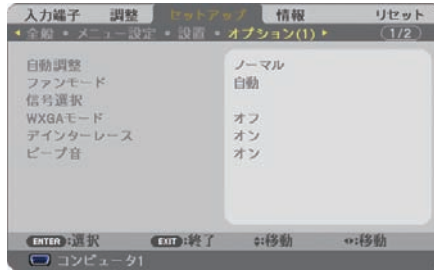 入力端子 調整 セットアップ 情報 リセット
全般 • メニュー設定 • 設置 • オプション(1) (1/2)
自動調整 ノーマル
ファンモード 自動
信号選択
WXGAモード オフ
デインターレース オン
ビープ音 オン
ENTER :選択 EXIT :終了 :移動 :移動
コンピュータ1